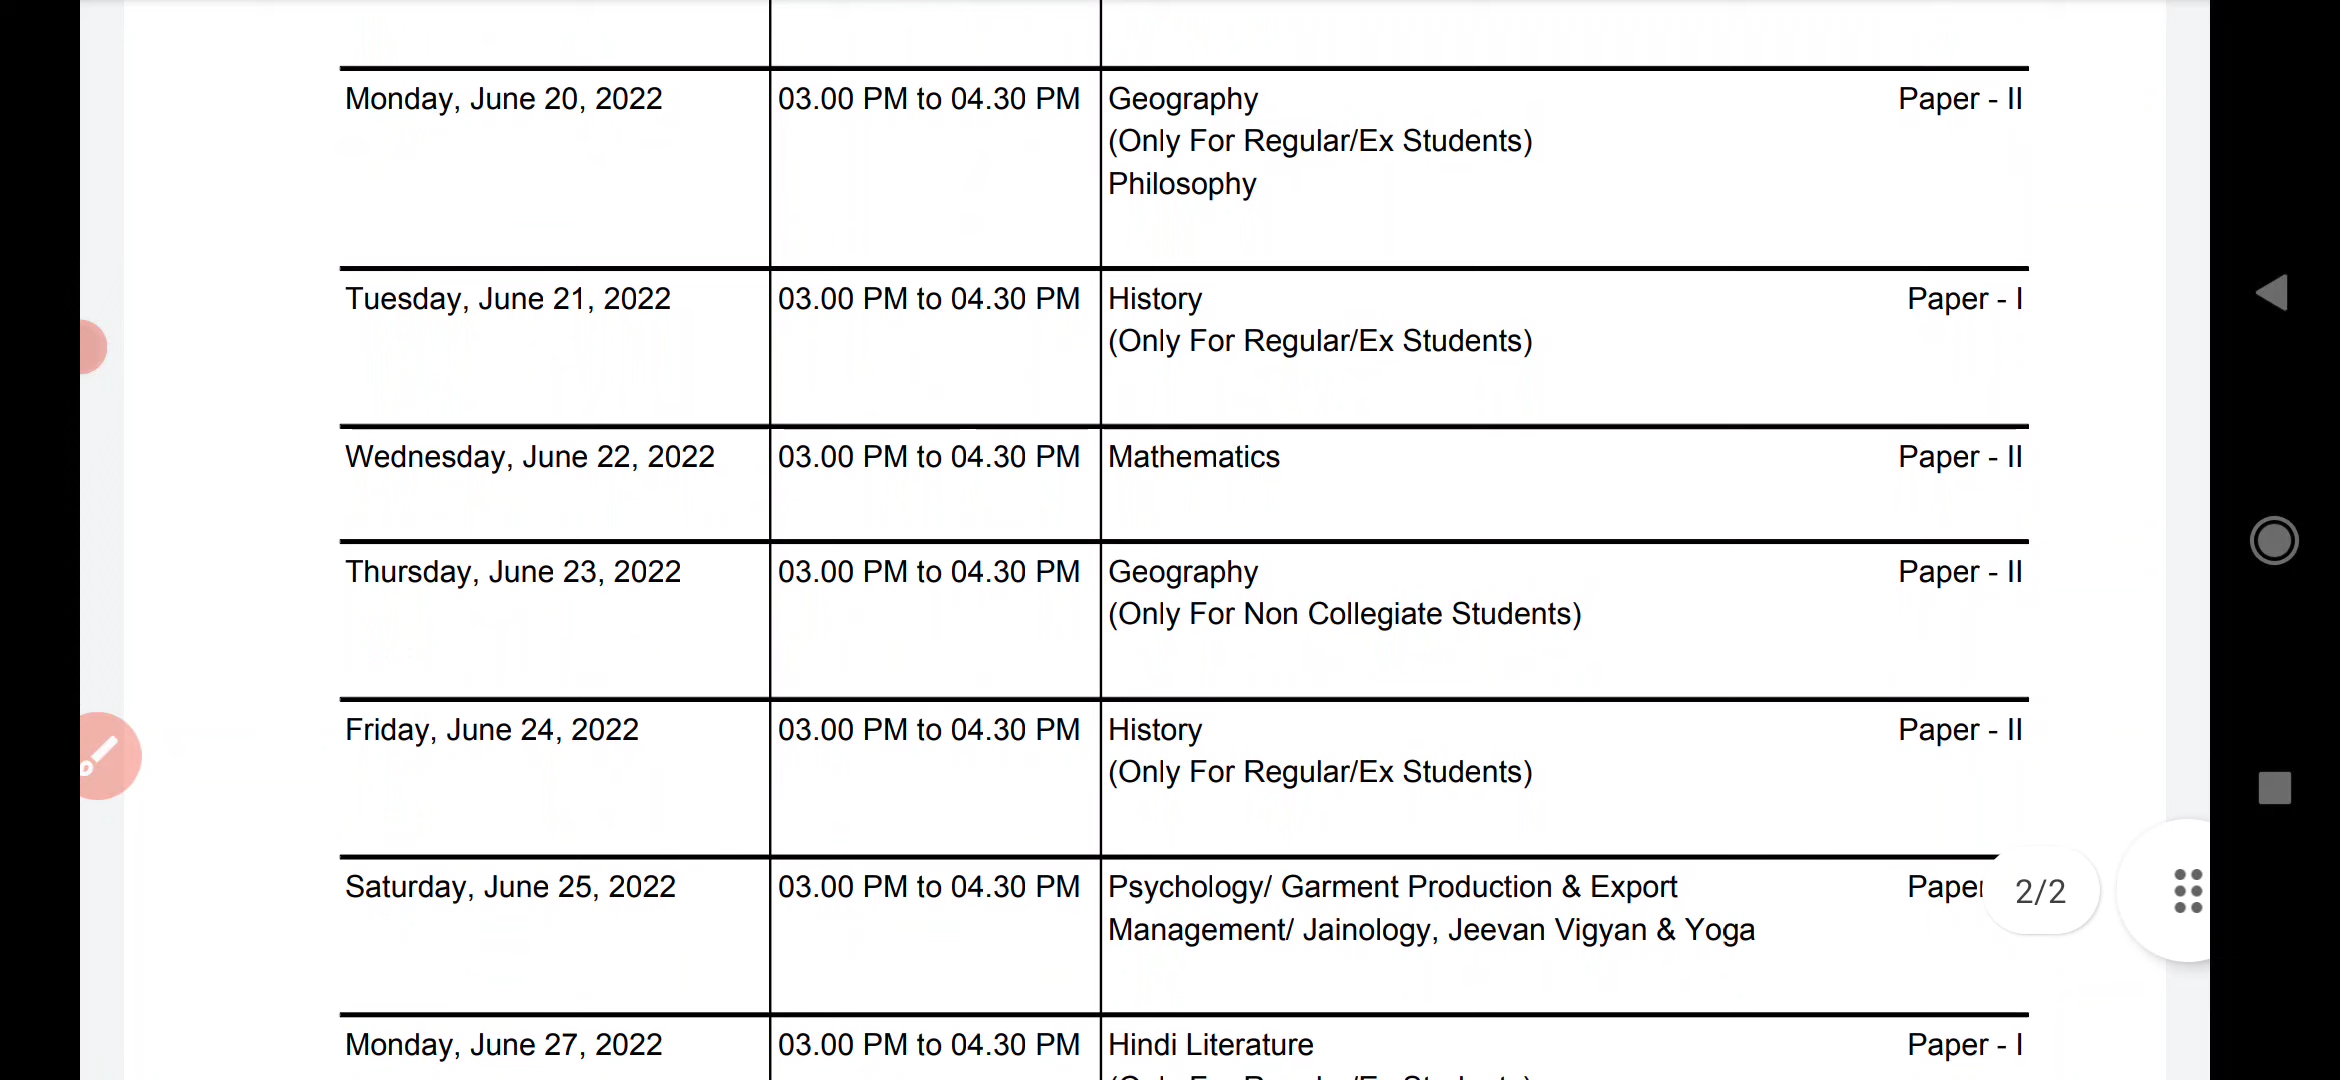 Monday, June 20, 2022 03.00 PM to 04.30 PM Geography Paper - II
(Only For Regular/Ex Students)
Philosophy
Tuesday, June 21, 2022 03.00 PM to 04.30 PM History Paper - I
(Only For Regular/Ex Students)
Wednesday, June 22, 2022 03.00 PM to 04.30 PM Mathematics Paper - II
Thursday, June 23, 2022 03.00 PM to 04.30 PM Geography Paper - II
(Only For Non Collegiate Students)
Friday, June 24, 2022 03.00 PM to 04.30 PM History Paper - II
(Only For Regular/Ex Students)
Saturday, June 25, 2022 03.00 PM to 04.30 PM Psychology/ Garment Production & Export Paper 2/2
Management/ Jainology, Jeevan Vigyan & Yoga
Monday, June 27, 2022 03.00 PM to 04.30 PM Hindi Literature Paper - I